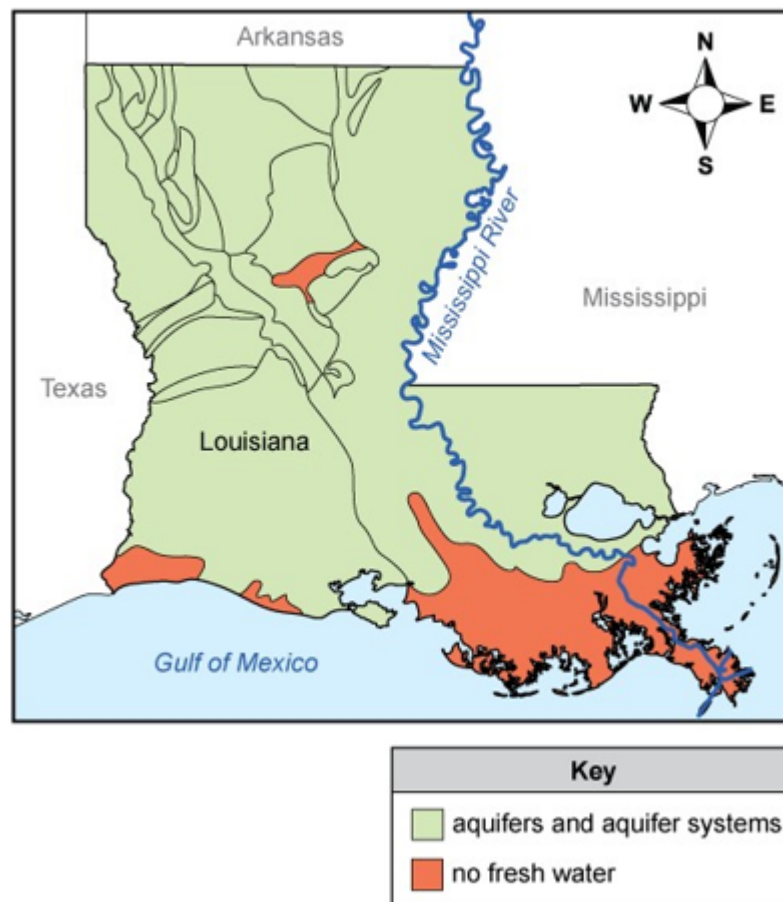 Arkansas
N
W
E
S
Mississippi River
Mississippi
Texas
Louisiana
Gulf of Mexico
Key
aquifers and aquifer systems
no fresh water